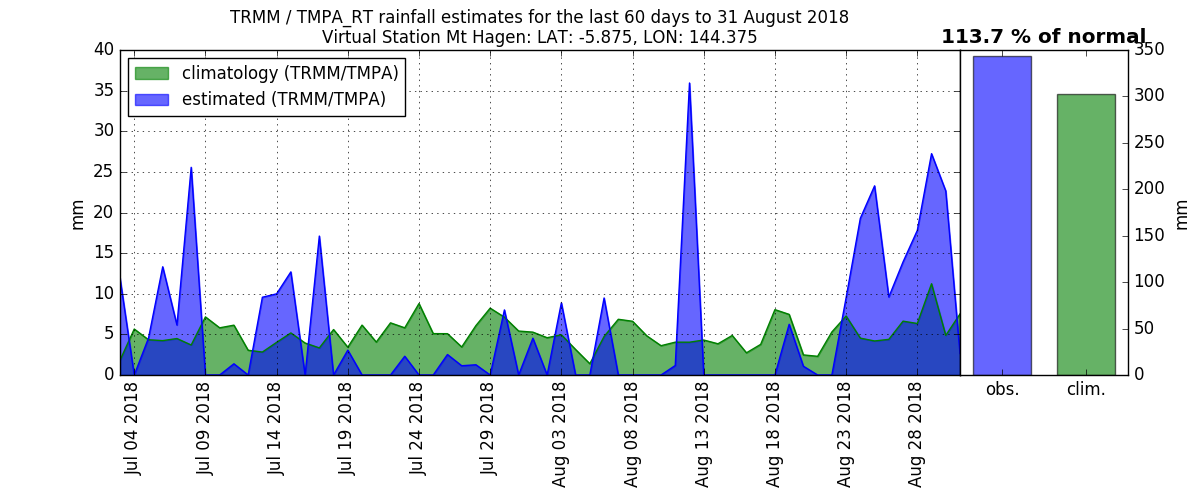 TRMM / TMPA_RT rainfall estimates for the last 60 days to 31 August 2018
Virtual Station Mt Hagen: LAT: -5.875, LON: 144.375
113.7 % of normal
climatology (TRMM/TMPA)
estimated (TRMM/TMPA)
mm
40
35
30
25
20
15
10
5
0
Jul 04 2018
Jul 09 2018
Jul 14 2018
Jul 19 2018
Jul 24 2018
Jul 29 2018
Aug 03 2018
Aug 08 2018
Aug 13 2018
Aug 18 2018
Aug 23 2018
Aug 28 2018
obs.
clim.
350
300
250
200
150
100
50
0
mm